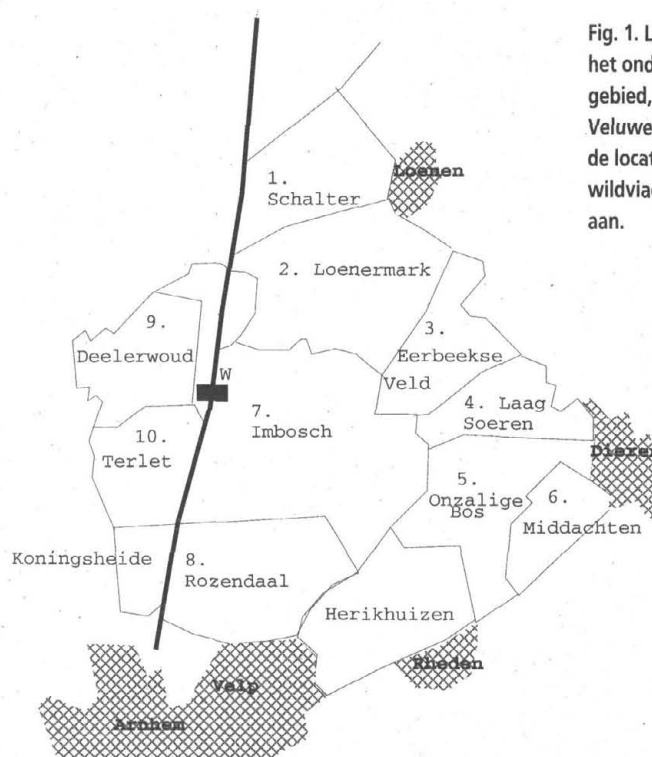 Fig. 1. L
het ond
gebied,
Veluwe
de locat
wildviad
aan.
Loenen
1.
Schalter
2. Loenermark
9.
Deelerwoud
3.
Eerbeekse
Veld
W
7.
Imbosch
4. Laag
Soeren
10.
Terlet
Dieren
5.
Onzalige
Bos
6.
Middachten
Koningsheide
8.
Rozendaal
Herikhuizen
Rheden
Velp
Arnhem